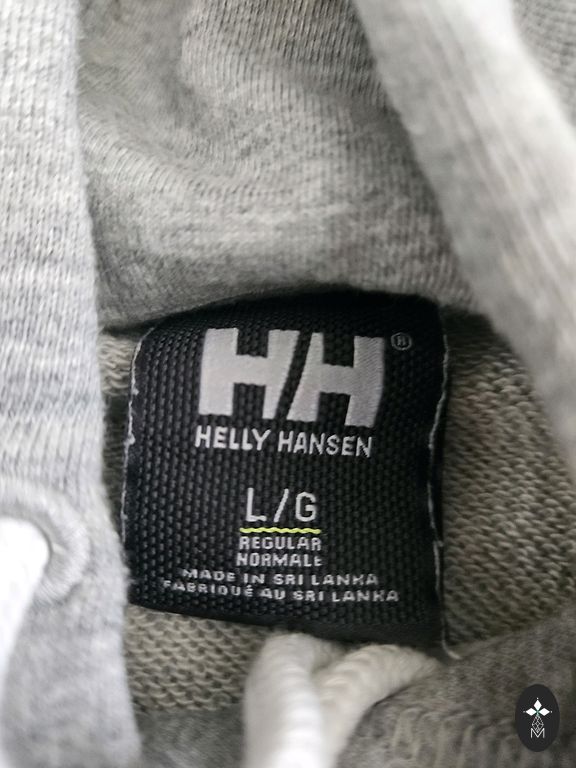 HH®
HELLY HANSEN
L/G
REGULAR
NORMALE
MADE IN SRI LANKA
FABRIQUÉ AU SRI LANKA
M